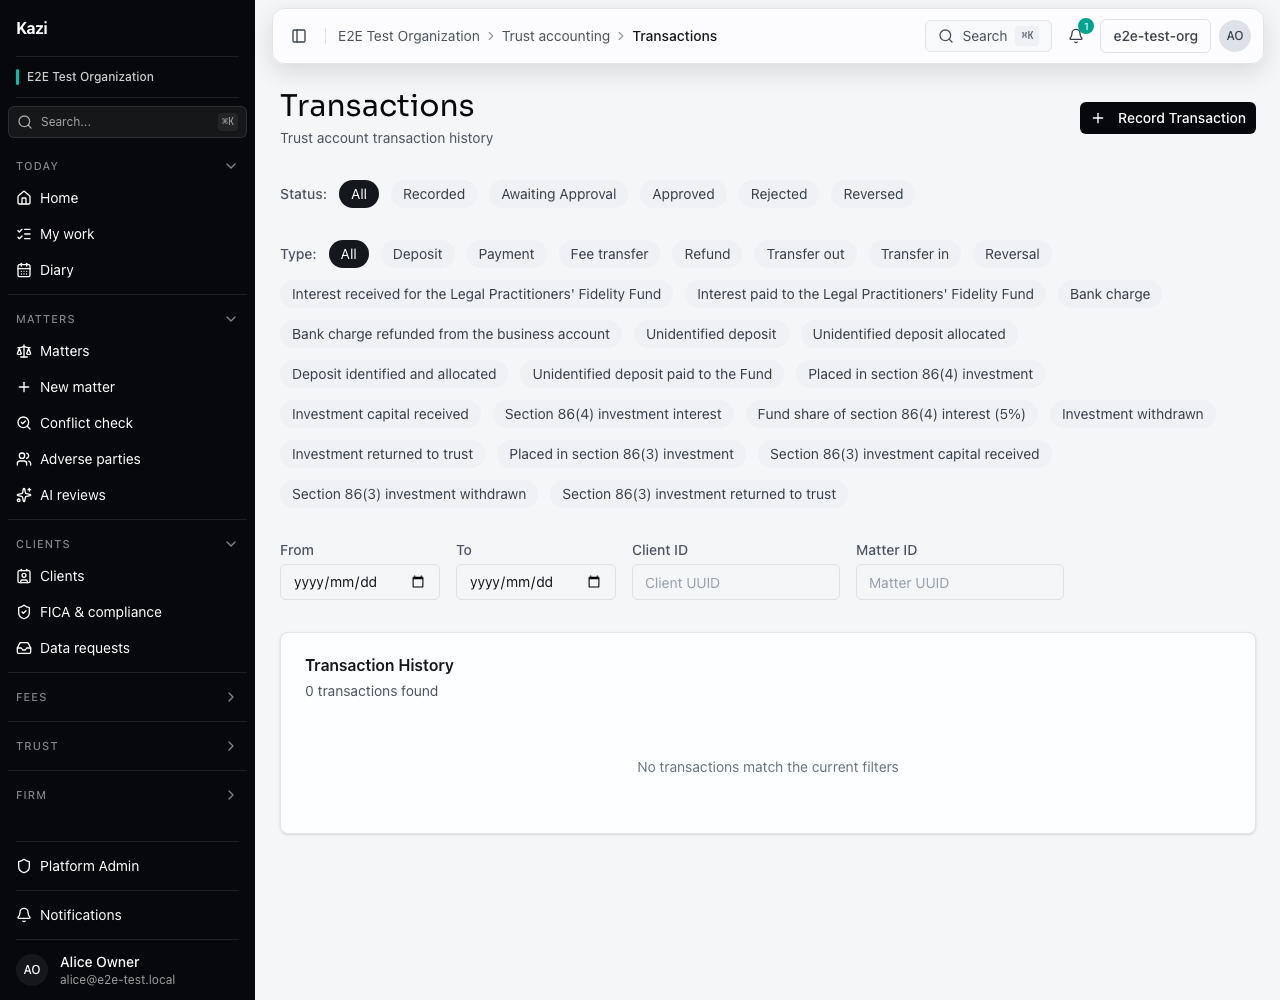 Kazi
E2E Test Organization
Search... ⌘K
TODAY
Home
My work
Diary
MATTERS
Matters
New matter
Conflict check
Adverse parties
AI reviews
CLIENTS
Clients
FICA & compliance
Data requests
FEES
TRUST
FIRM
Platform Admin
Notifications
AO
Alice Owner
alice@e2e-test.local
E2E Test Organization > Trust accounting > Transactions
Search ⌘K
1
e2e-test-org
AO
Transactions
Trust account transaction history
Record Transaction
Status: All Recorded Awaiting Approval Approved Rejected Reversed
Type: All Deposit Payment Fee transfer Refund Transfer out Transfer in Reversal
Interest received for the Legal Practitioners' Fidelity Fund Interest paid to the Legal Practitioners' Fidelity Fund Bank charge
Bank charge refunded from the business account Unidentified deposit Unidentified deposit allocated
Deposit identified and allocated Unidentified deposit paid to the Fund Placed in section 86(4) investment
Investment capital received Section 86(4) investment interest Fund share of section 86(4) interest (5%) Investment withdrawn
Investment returned to trust Placed in section 86(3) investment Section 86(3) investment capital received
Section 86(3) investment withdrawn Section 86(3) investment returned to trust
From To Client ID Matter ID
yyyy/mm/dd yyyy/mm/dd Client UUID Matter UUID
Transaction History
0 transactions found
No transactions match the current filters